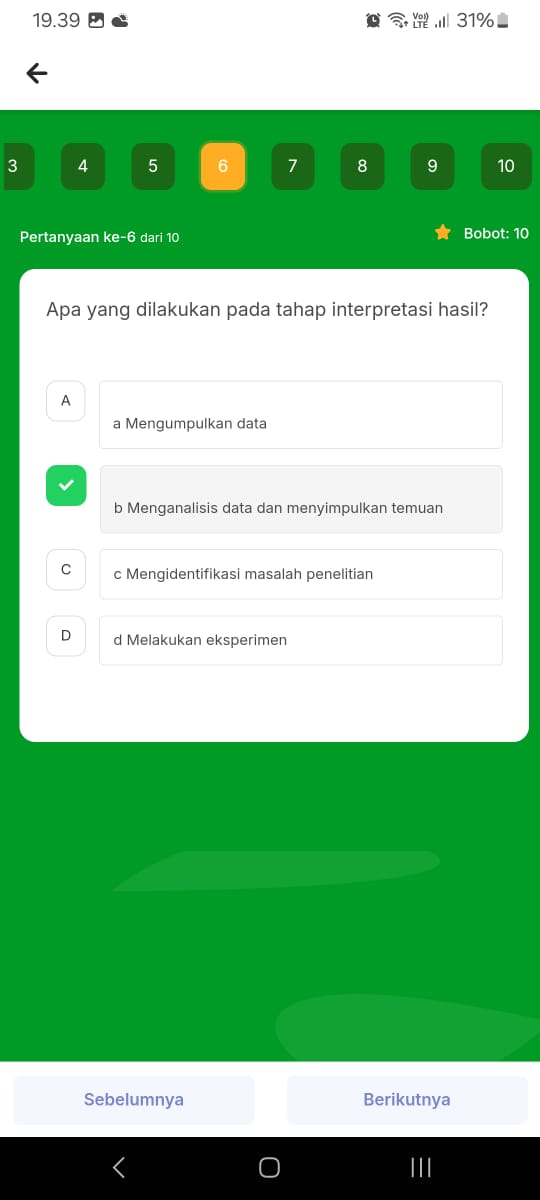 19.39
Vo))
LTE
31%
3 4 5 6 7 8 9 10
Pertanyaan ke-6 dari 10
Bobot: 10
Apa yang dilakukan pada tahap interpretasi hasil?
A
a Mengumpulkan data
b Menganalisis data dan menyimpulkan temuan
C
c Mengidentifikasi masalah penelitian
D
d Melakukan eksperimen
Sebelumnya
Berikutnya